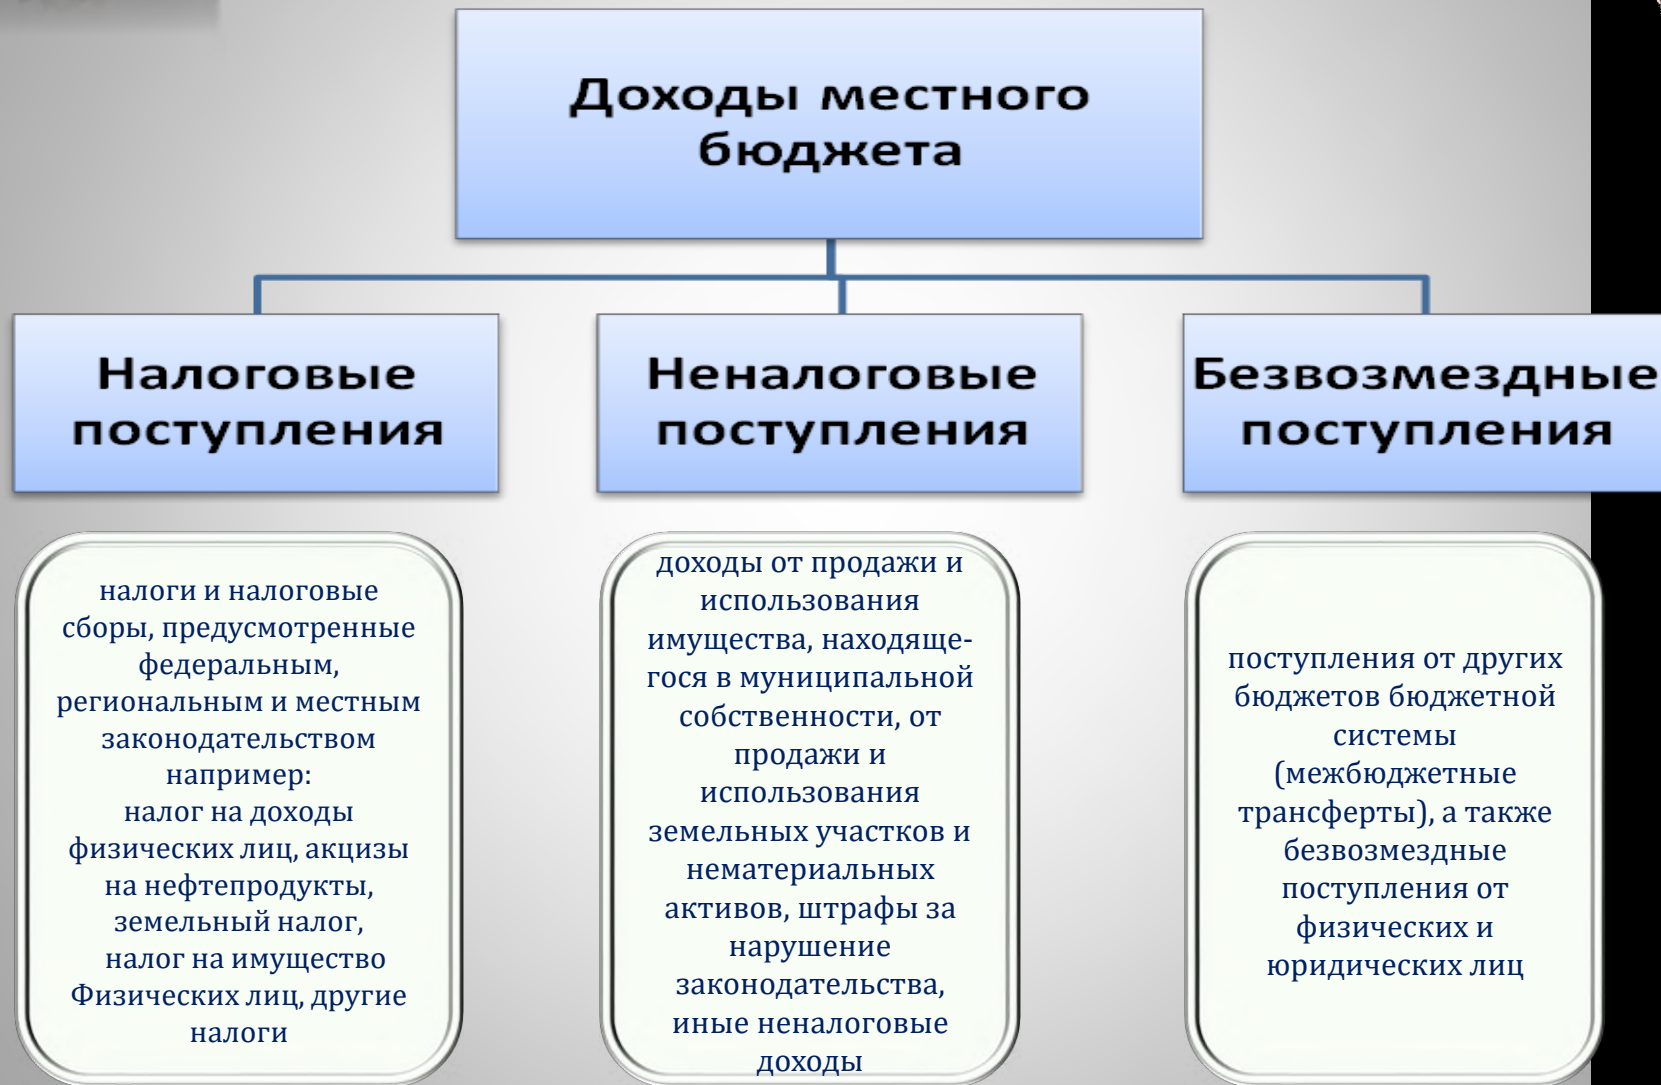 Доходы местного
бюджета
Налоговые
поступления
Неналоговые
поступления
Безвозмездные
поступления
налоги и налоговые
сборы, предусмотренные
федеральным,
региональным и местным
законодательством
например:
налог на доходы
физических лиц, акцизы
на нефтепродукты,
земельный налог,
налог на имущество
Физических лиц, другие
налоги
доходы от продажи и
использования
имущества, находяще-
гося в муниципальной
собственности, от
продажи и
использования
земельных участков и
нематериальных
активов, штрафы за
нарушение
законодательства,
иные неналоговые
доходы
поступления от других
бюджетов бюджетной
системы
(межбюджетные
трансферты), а также
безвозмездные
поступления от
физических и
юридических лиц